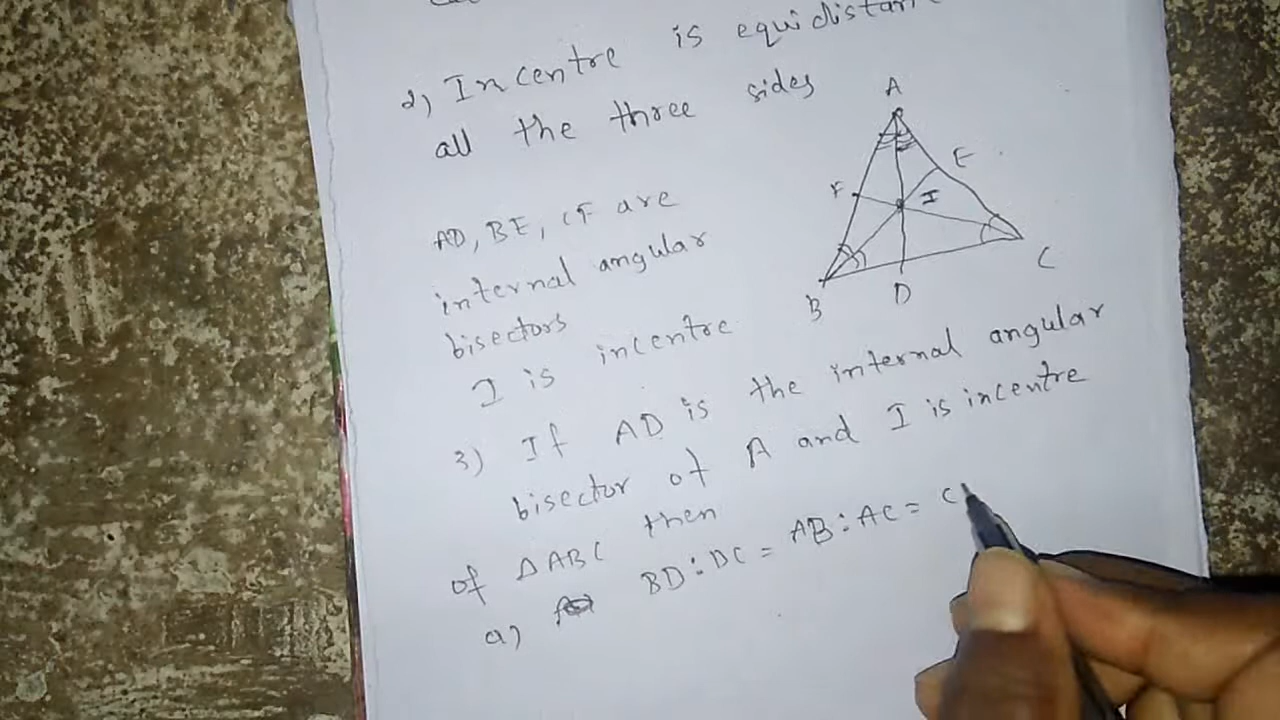 2) Incentre is equidistant
all the three sides
A
F
E
I
B
D
C
AD, BE, CF are
internal angular
bisectors
I is incentre
3) If AD is the internal angular
bisector of A and I is incentre
of ΔABC then
a) BD:DC = AB:AC = C